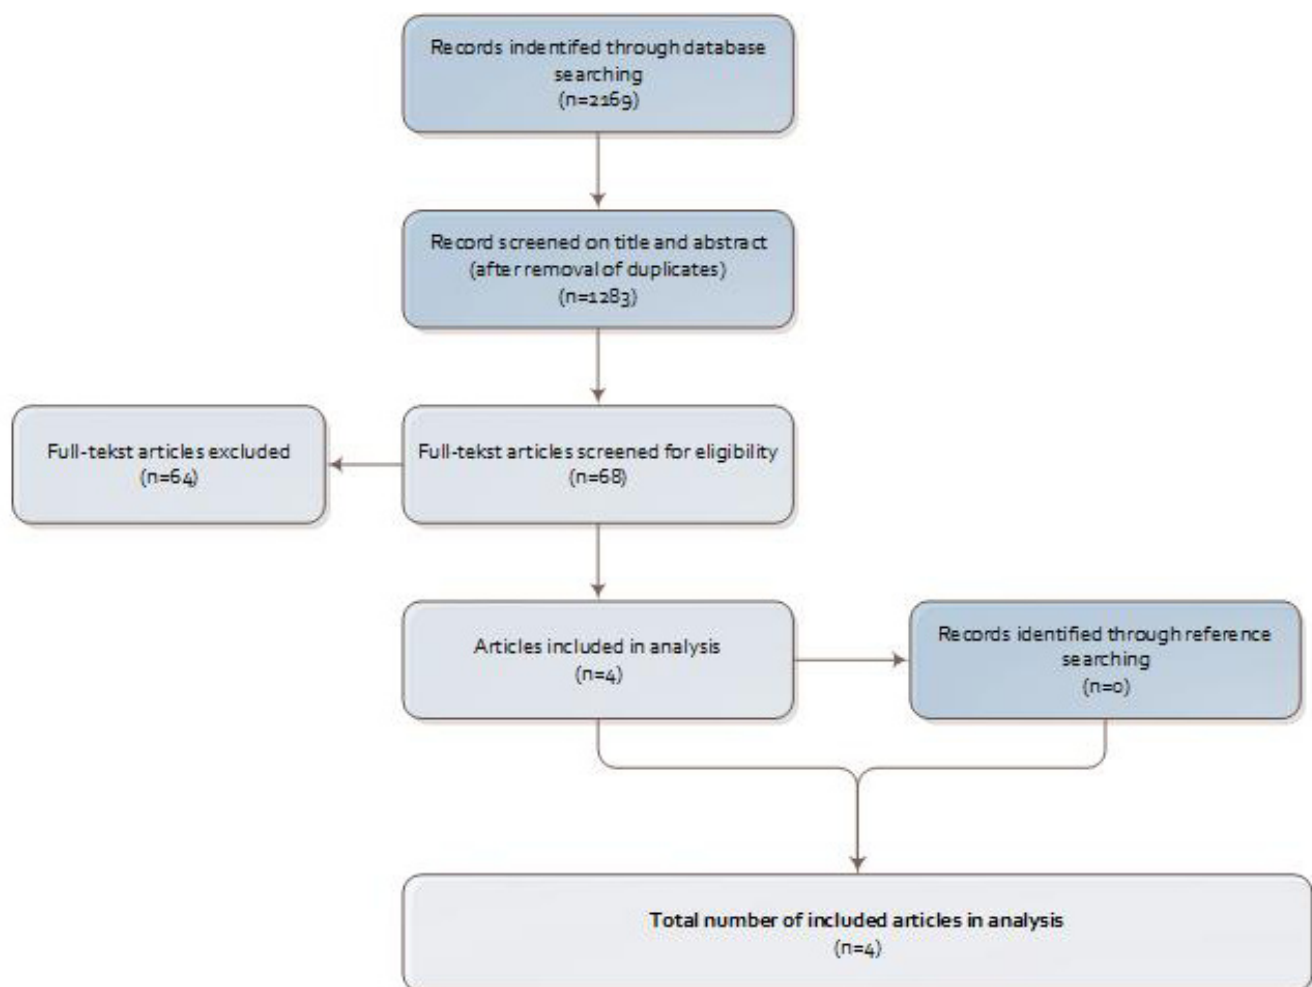 Records indentifed through database
searching
(n=2169)
Record screened on title and abstract
(after removal of duplicates)
(n=1283)
Full-tekst articles excluded
(n=64)
Full-tekst articles screened for eligibility
(n=68)
Articles included in analysis
(n=4)
Records identified through reference
searching
(n=0)
Total number of included articles in analysis
(n=4)